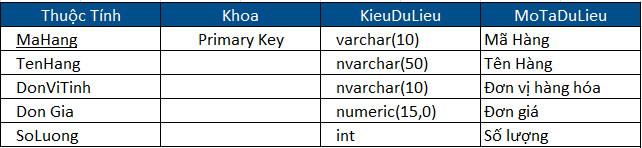 Thuộc Tính Khoa KieuDuLieu MoTaDuLieu
MaHang Primary Key varchar(10) Mã Hàng
TenHang nvarchar(50) Tên Hàng
DonViTinh nvarchar(10) Đơn vị hàng hóa
Don Gia numeric(15,0) Đơn giá
SoLuong int Số lượng